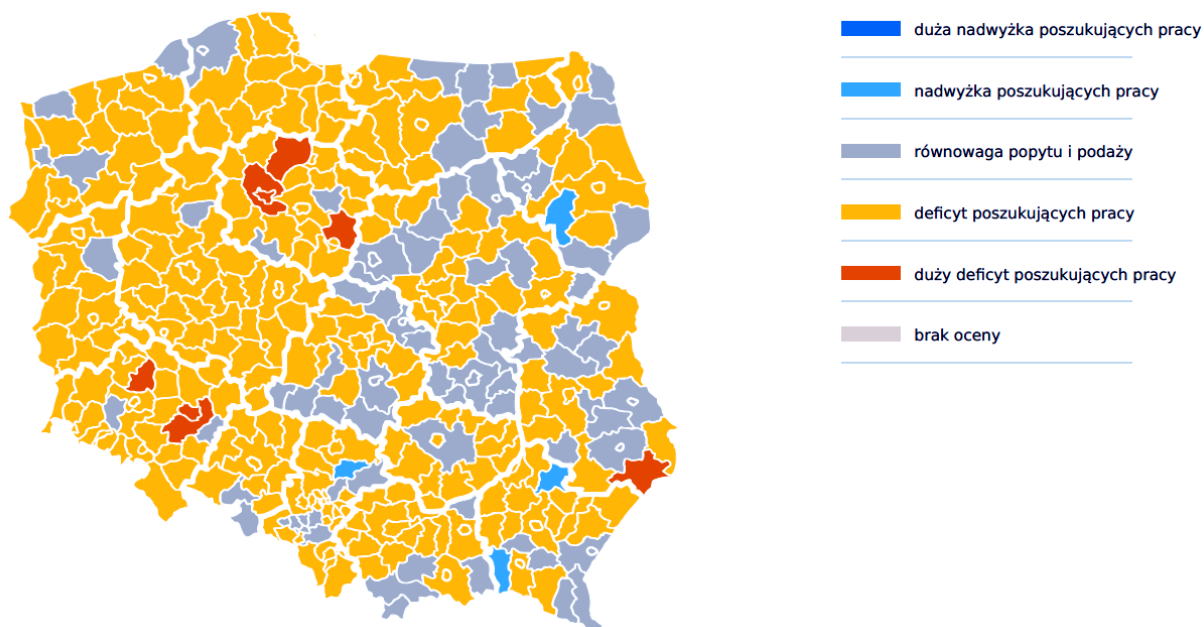 duża nadwyżka poszukujących pracy
nadwyżka poszukujących pracy
równowaga popytu i podaży
deficyt poszukujących pracy
duży deficyt poszukujących pracy
brak oceny